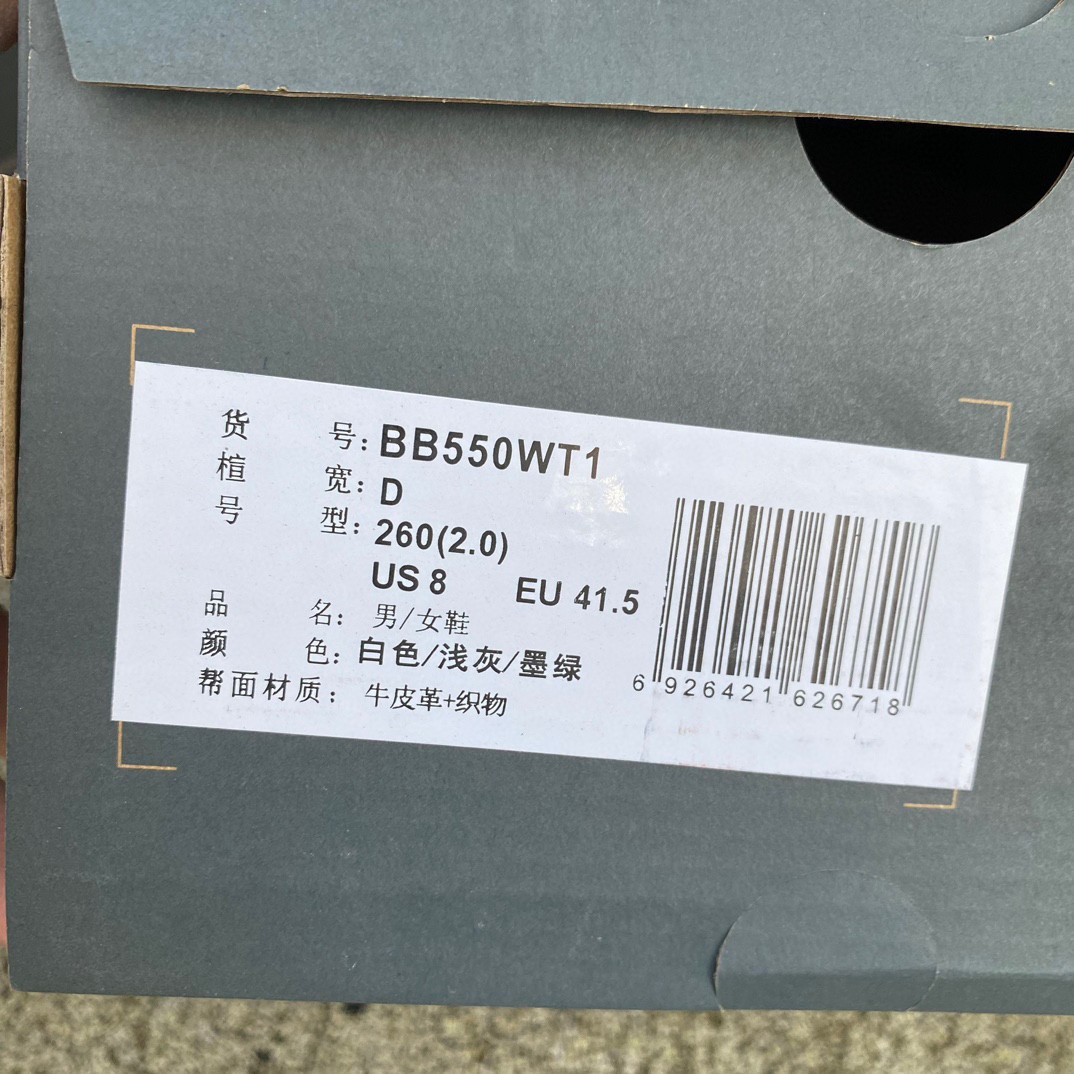 货号: BB550WT1
楦宽: D
号型: 260(2.0)
US 8 EU 41.5
品名: 男/女鞋
颜色: 白色/浅灰/墨绿
帮面材质: 牛皮革+织物
6 926421 626718